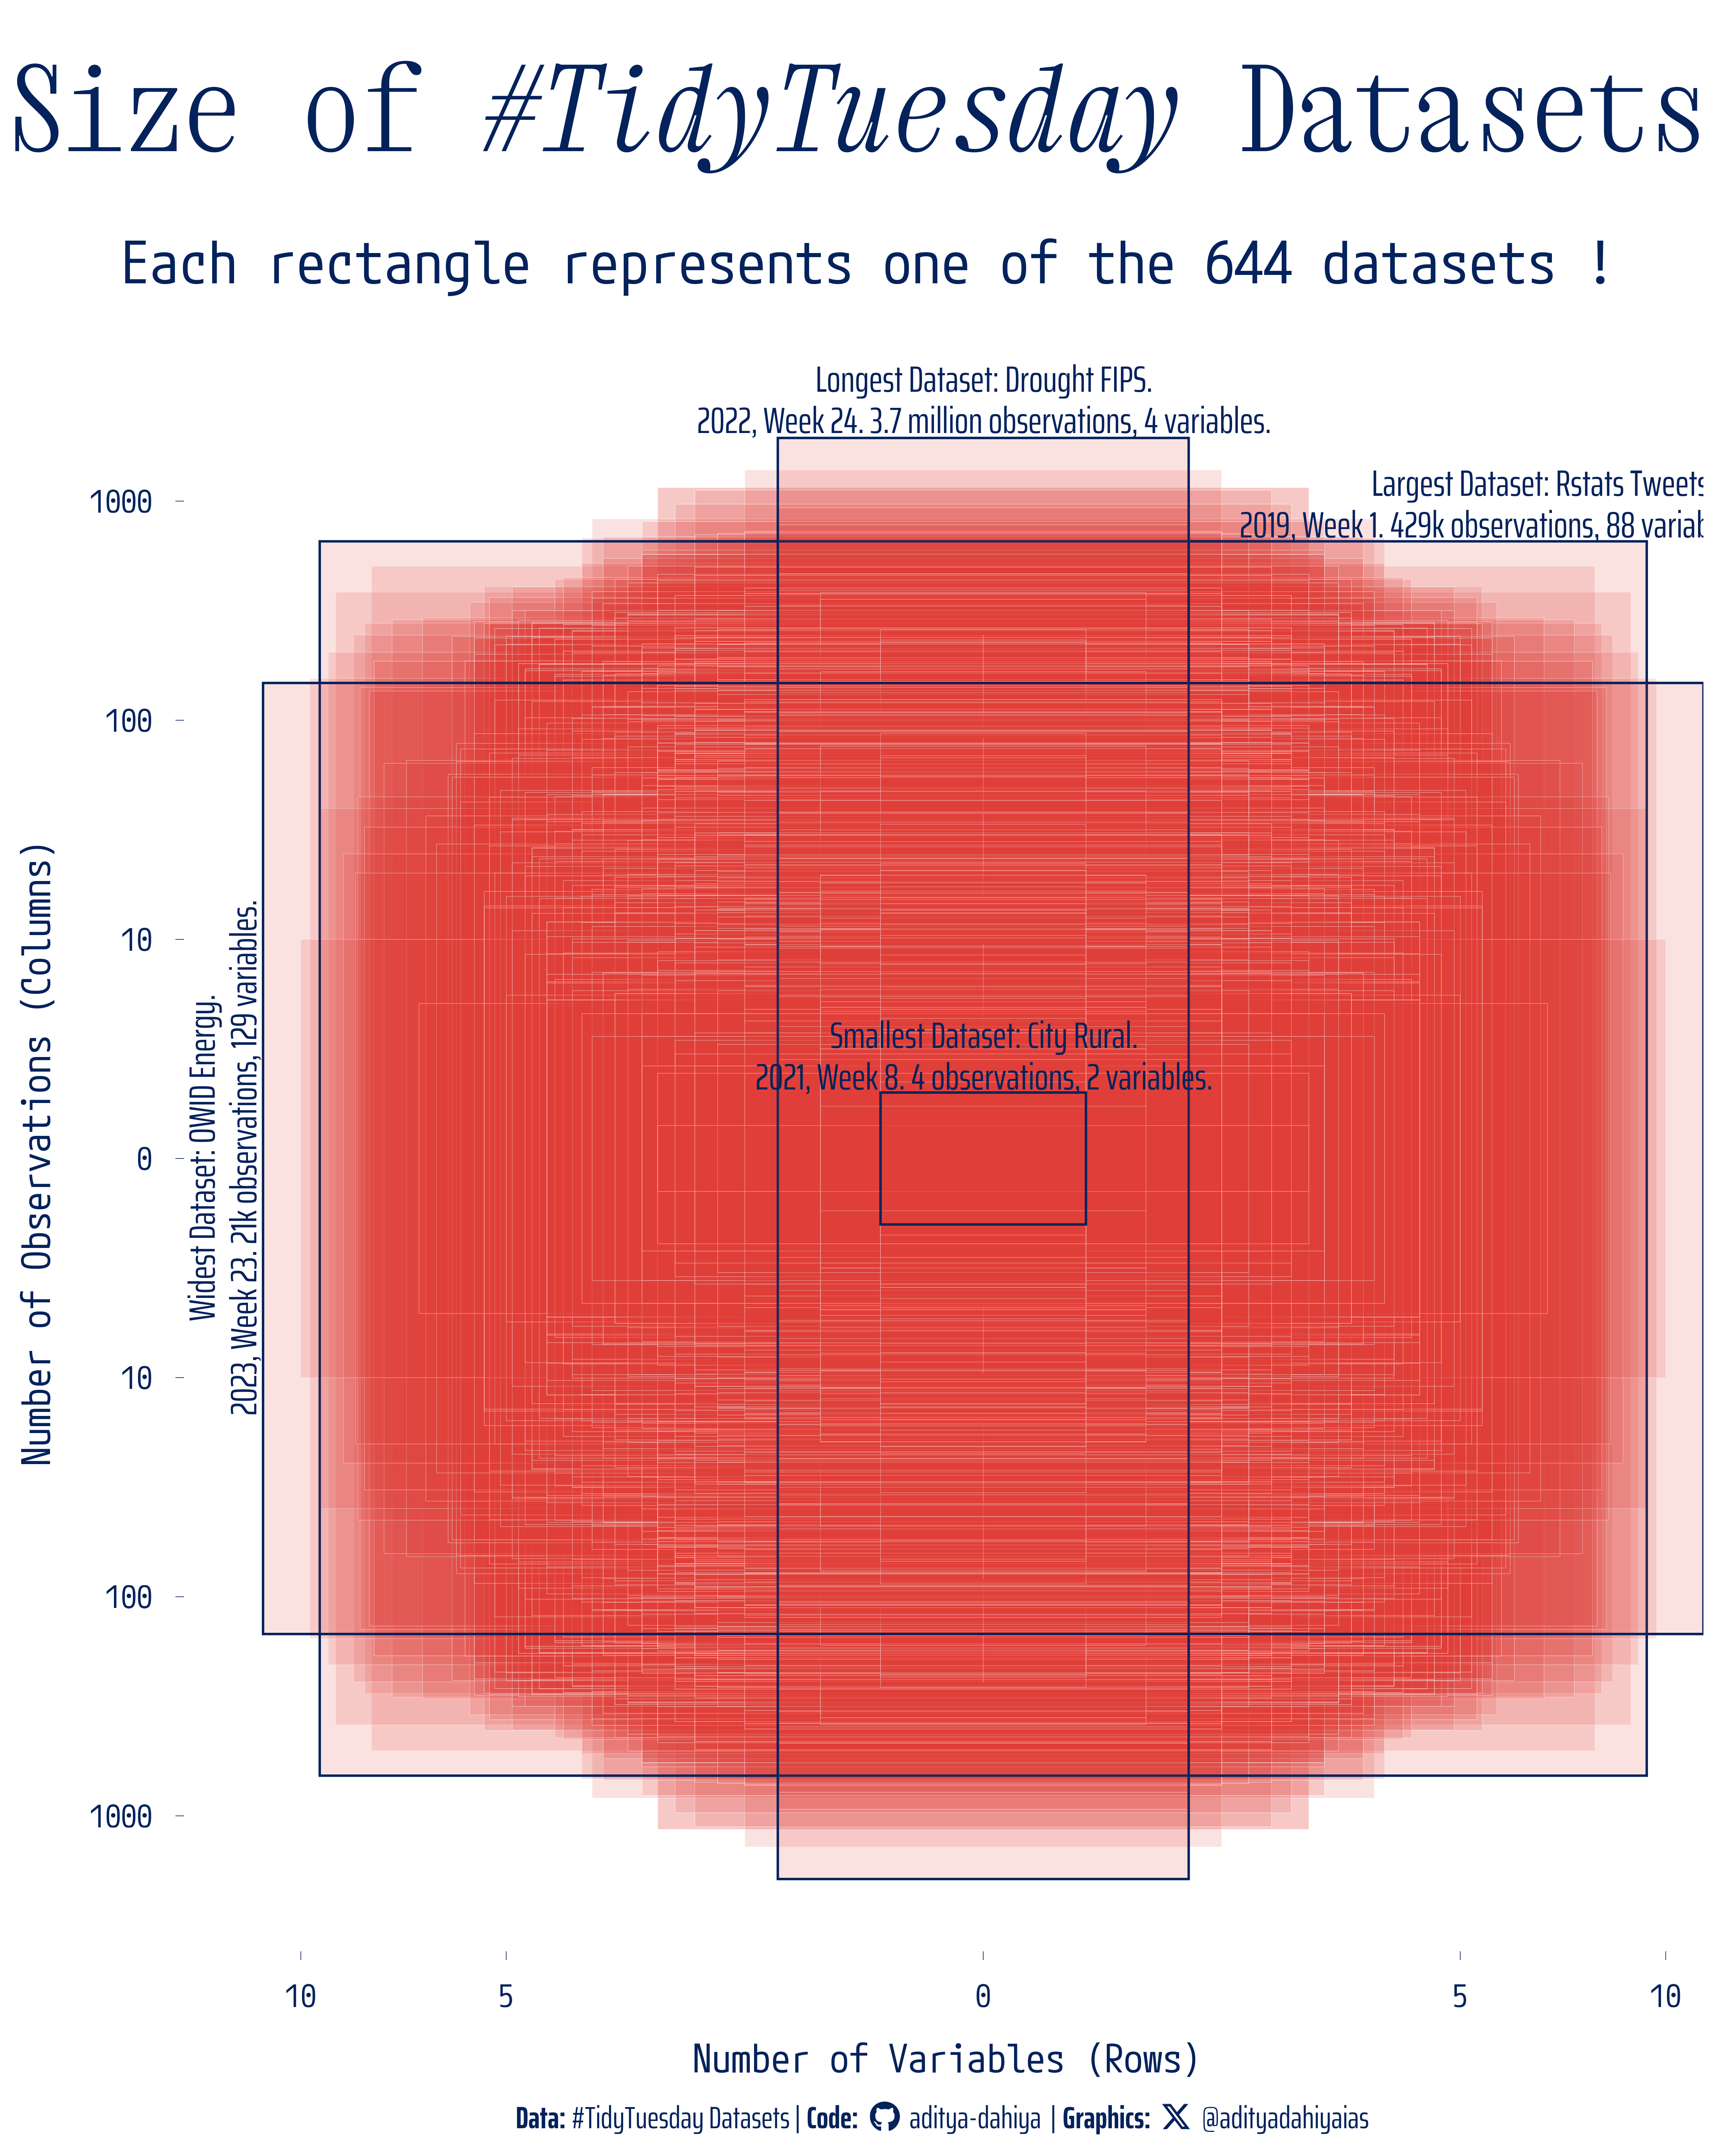 Size of #TidyTuesday Datasets
Each rectangle represents one of the 644 datasets !
Longest Dataset: Drought FIPS.
2022, Week 24. 3.7 million observations, 4 variables.
Largest Dataset: Rstats Tweets
2019, Week 1. 429k observations, 88 variab
1000
100
10
0
10
100
1000
Number of Observations (Columns)
Widest Dataset: OWID Energy.
2023, Week 23. 21k observations, 129 variables.
Smallest Dataset: City Rural.
2021, Week 8. 4 observations, 2 variables.
10 5 0 5 10
Number of Variables (Rows)
Data: #TidyTuesday Datasets | Code: aditya-dahiya | Graphics: @adityadahiyaias